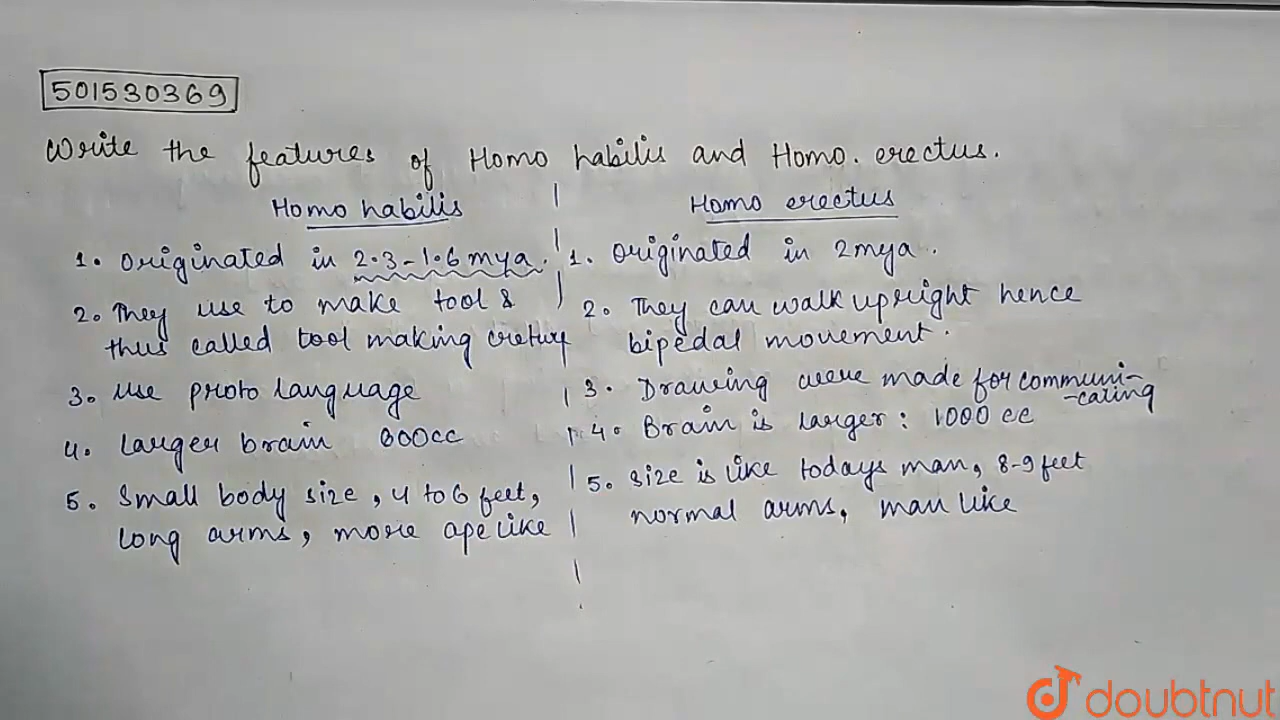 501530369
Write the features of Homo habilis and Homo. erectus.
Homo habilis
1. originated in 2.3-1.6 mya.
2. They use to make tool &
thus called tool making creture
3. Use proto language
4. Larger brain 800cc
5. Small body size, 4 to 6 feet,
long arms, more ape like
Homo erectus
1. originated in 2mya.
2. They can walk upright hence
bipedal movement.
3. Drawing were made for communi-
-cating
4. Brain is larger: 1000 cc
5. size is like todays man, 8-9 feet
normal arms, man like
doubtnut